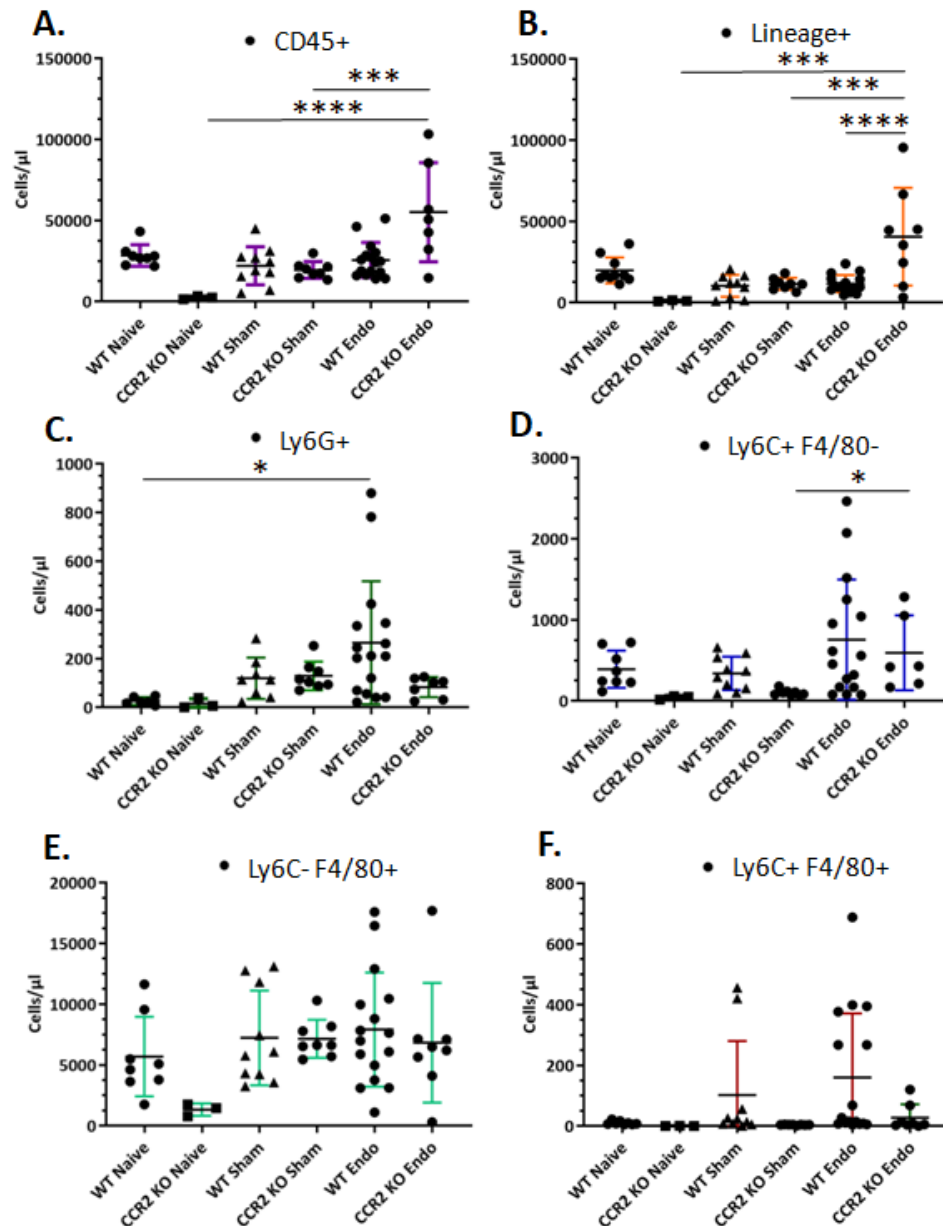 A.
CD45+
150000
100000
50000
0
Cells/µl
***
****
WT Naive
CCR2 KO Naive
WT Sham
CCR2 KO Sham
WT Endo
CCR2 KO Endo
B.
Lineage+
150000
100000
50000
0
Cells/µl
***
***
****
WT Naive
CCR2 KO Naive
WT Sham
CCR2 KO Sham
WT Endo
CCR2 KO Endo
C.
Ly6G+
1000
800
600
400
200
0
Cells/µl
*
WT Naive
CCR2 KO Naive
WT Sham
CCR2 KO Sham
WT Endo
CCR2 KO Endo
D.
Ly6C+ F4/80-
3000
2000
1000
0
Cells/µl
*
WT Naive
CCR2 KO Naive
WT Sham
CCR2 KO Sham
WT Endo
CCR2 KO Endo
E.
Ly6C- F4/80+
20000
15000
10000
5000
0
Cells/µl
WT Naive
CCR2 KO Naive
WT Sham
CCR2 KO Sham
WT Endo
CCR2 KO Endo
F.
Ly6C+ F4/80+
800
600
400
200
0
Cells/µl
WT Naive
CCR2 KO Naive
WT Sham
CCR2 KO Sham
WT Endo
CCR2 KO Endo